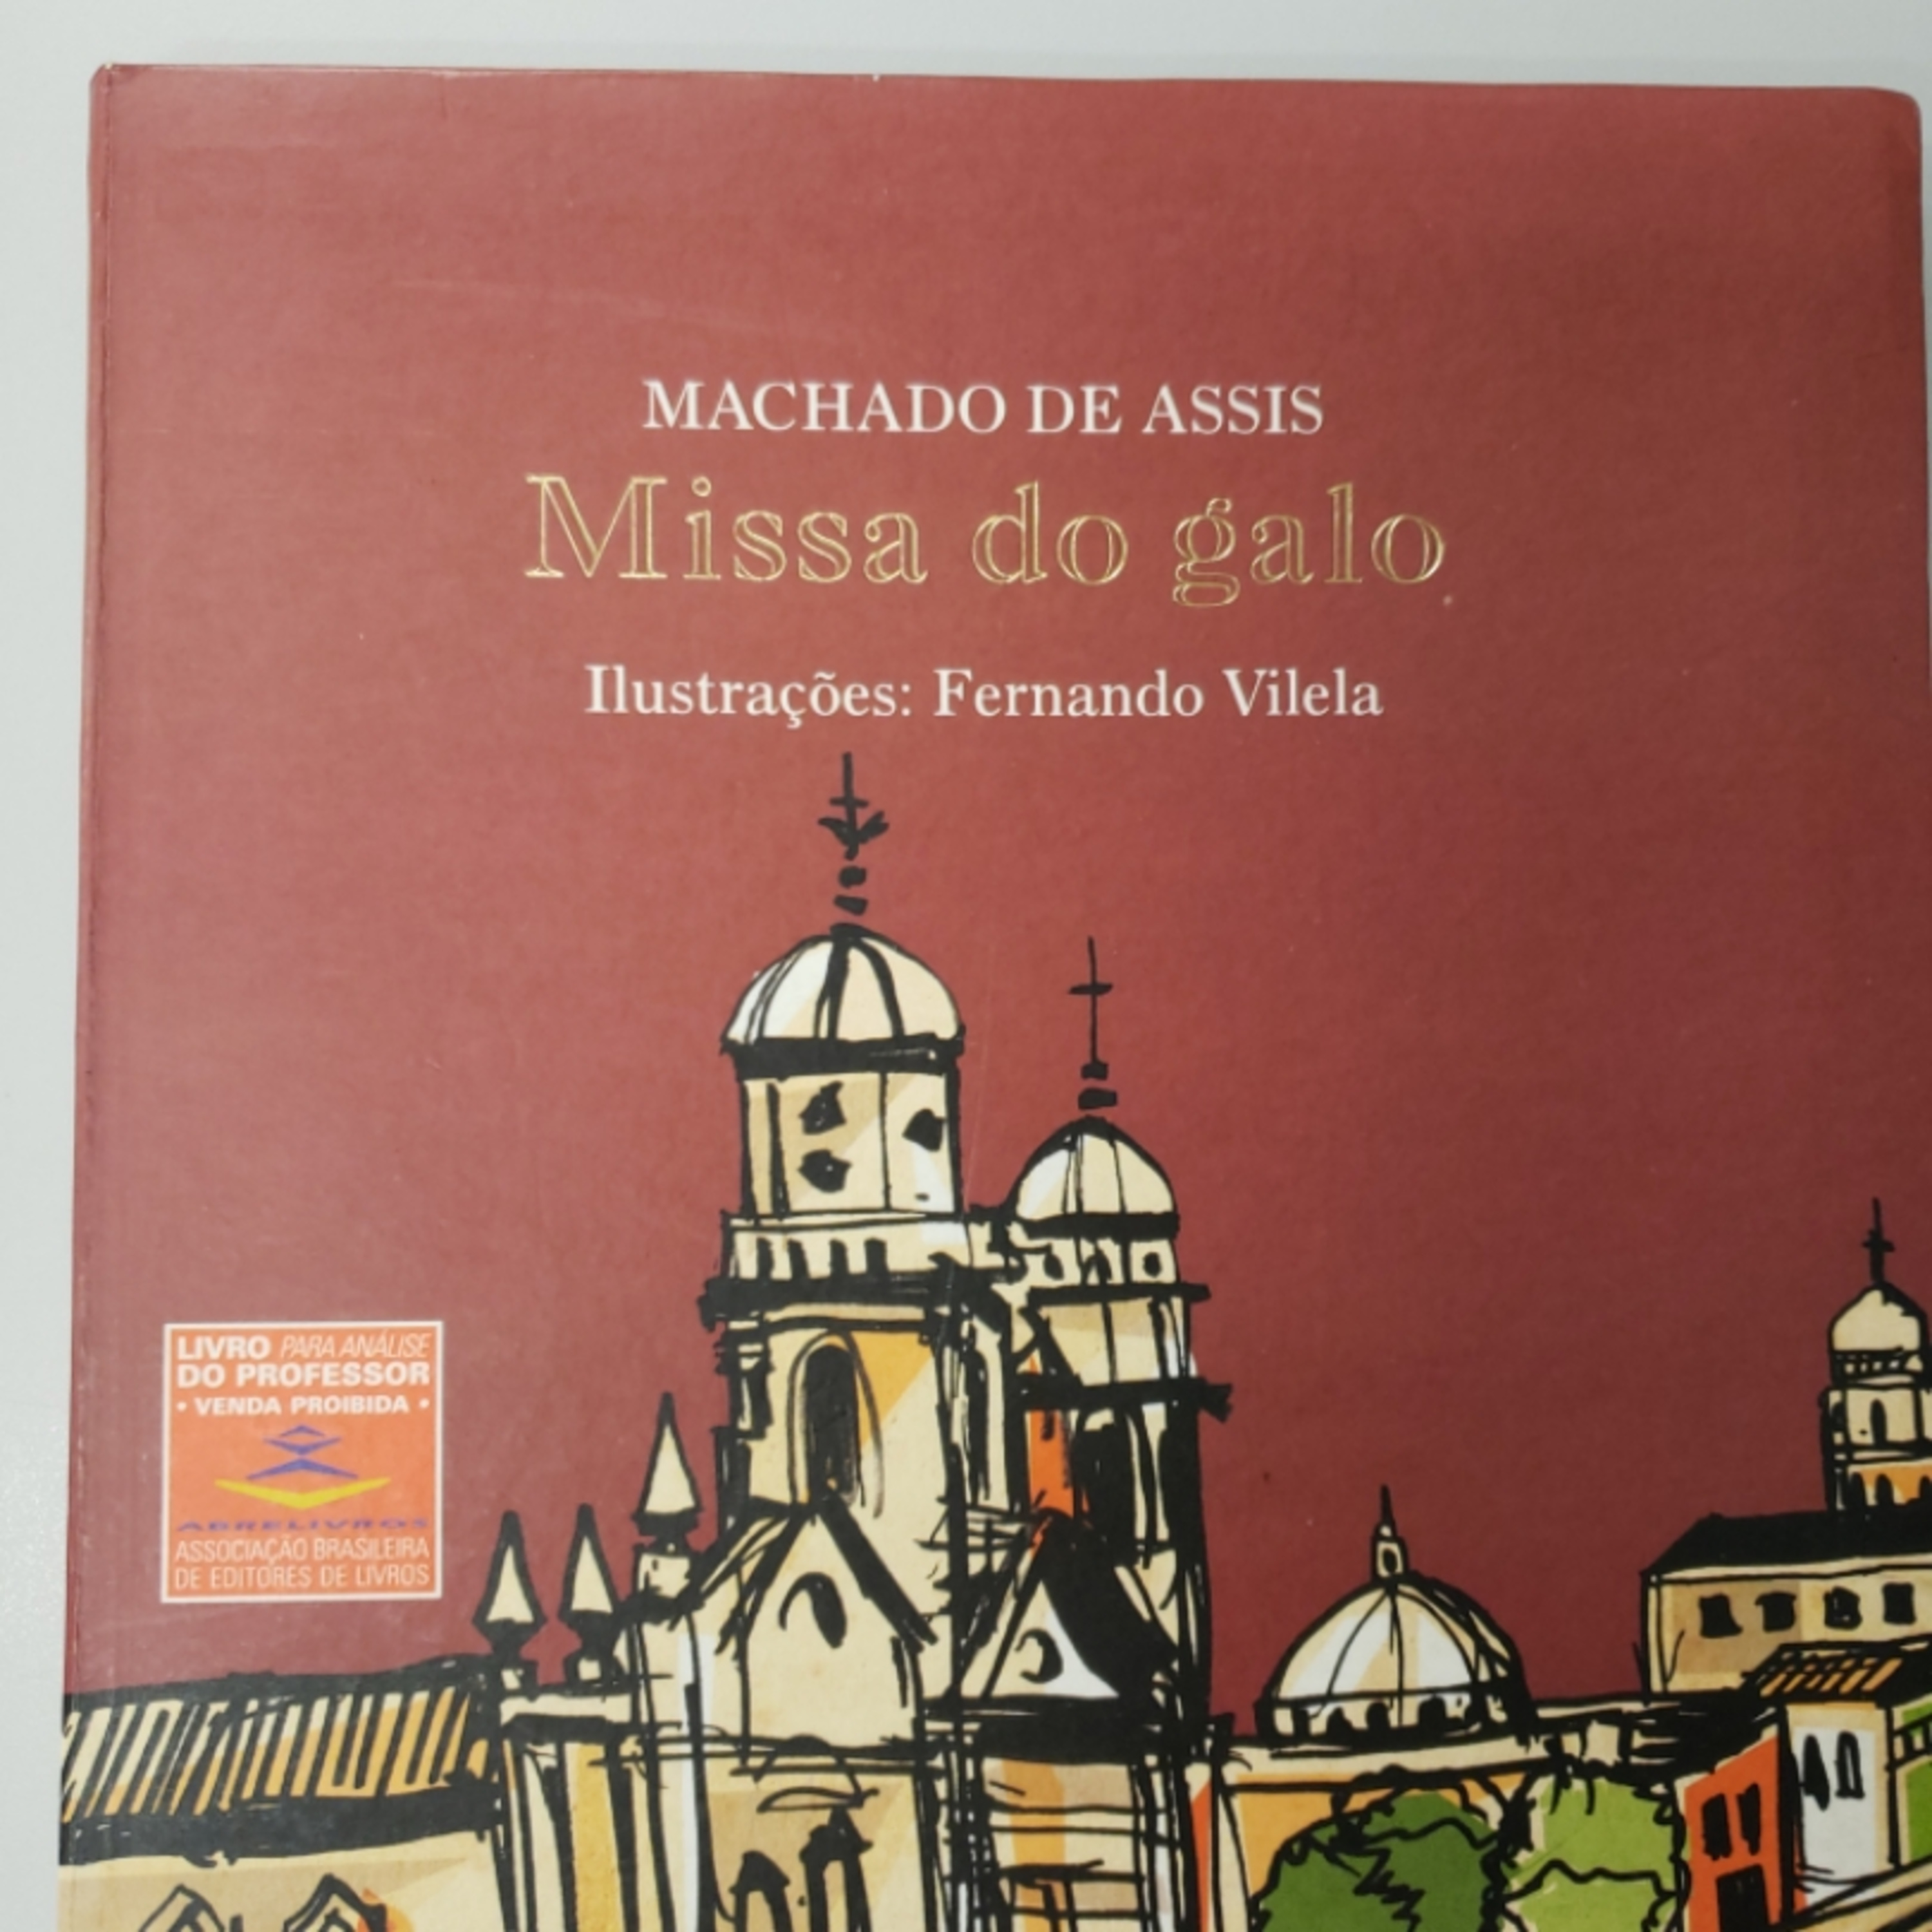 MACHADO DE ASSIS
Missa do galo
Ilustrações: Fernando Vilela
LIVRO PARA ANÁLISE
DO PROFESSOR
• VENDA PROIBIDA •
ABRELIVROS
ASSOCIAÇÃO BRASILEIRA
DE EDITORES DE LIVROS